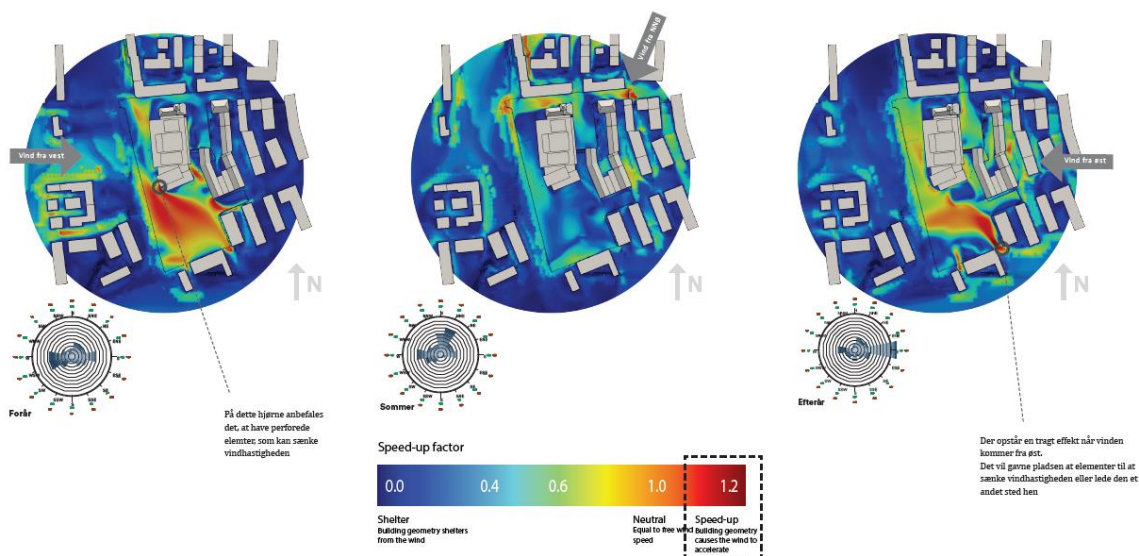 Vind fra vest
N
Forår
På dette hjørne anbefales
det, at have perforede
elemter, som kan sænke
vindhastigheden
Vind fra NNØ
N
Sommer
Vind fra øst
N
Efterår
Der opstår en tragt effekt når vinden
kommer fra øst.
Det vil gavne pladsen at elementer til at
sænke vindhastigheden eller lede den et
andet sted hen
Speed-up factor
0.0 0.4 0.6 1.0 1.2
Shelter
Building geometry shelters
from the wind
Neutral
Equal to free wind
speed
Speed-up
Building geometry
causes the wind to
accelerate